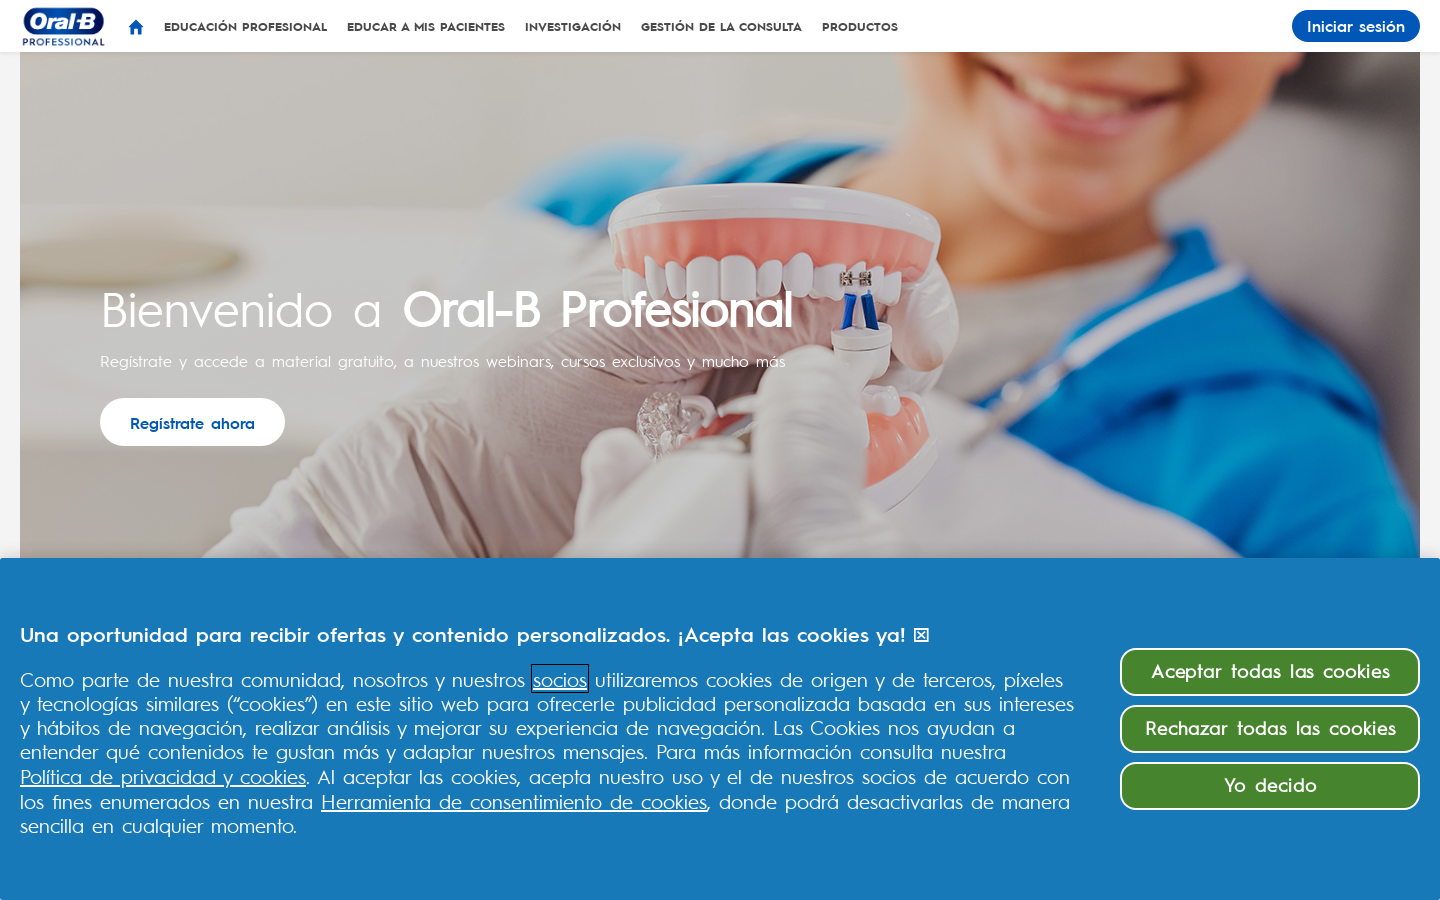 Oral-B
PROFESSIONAL
EDUCACIÓN PROFESIONAL
EDUCAR A MIS PACIENTES
INVESTIGACIÓN
GESTIÓN DE LA CONSULTA
PRODUCTOS
Iniciar sesión
Bienvenido a Oral-B Profesional
Regístrate y accede a material gratuito, a nuestros webinars, cursos exclusivos y mucho más
Regístrate ahora
Una oportunidad para recibir ofertas y contenido personalizados. ¡Acepta las cookies ya! ☒
Como parte de nuestra comunidad, nosotros y nuestros socios utilizaremos cookies de origen y de terceros, píxeles
y tecnologías similares (“cookies”) en este sitio web para ofrecerle publicidad personalizada basada en sus intereses
y hábitos de navegación, realizar análisis y mejorar su experiencia de navegación. Las Cookies nos ayudan a
entender qué contenidos te gustan más y adaptar nuestros mensajes. Para más información consulta nuestra
Política de privacidad y cookies. Al aceptar las cookies, acepta nuestro uso y el de nuestros socios de acuerdo con
los fines enumerados en nuestra Herramienta de consentimiento de cookies, donde podrá desactivarlas de manera
sencilla en cualquier momento.
Aceptar todas las cookies
Rechazar todas las cookies
Yo decido